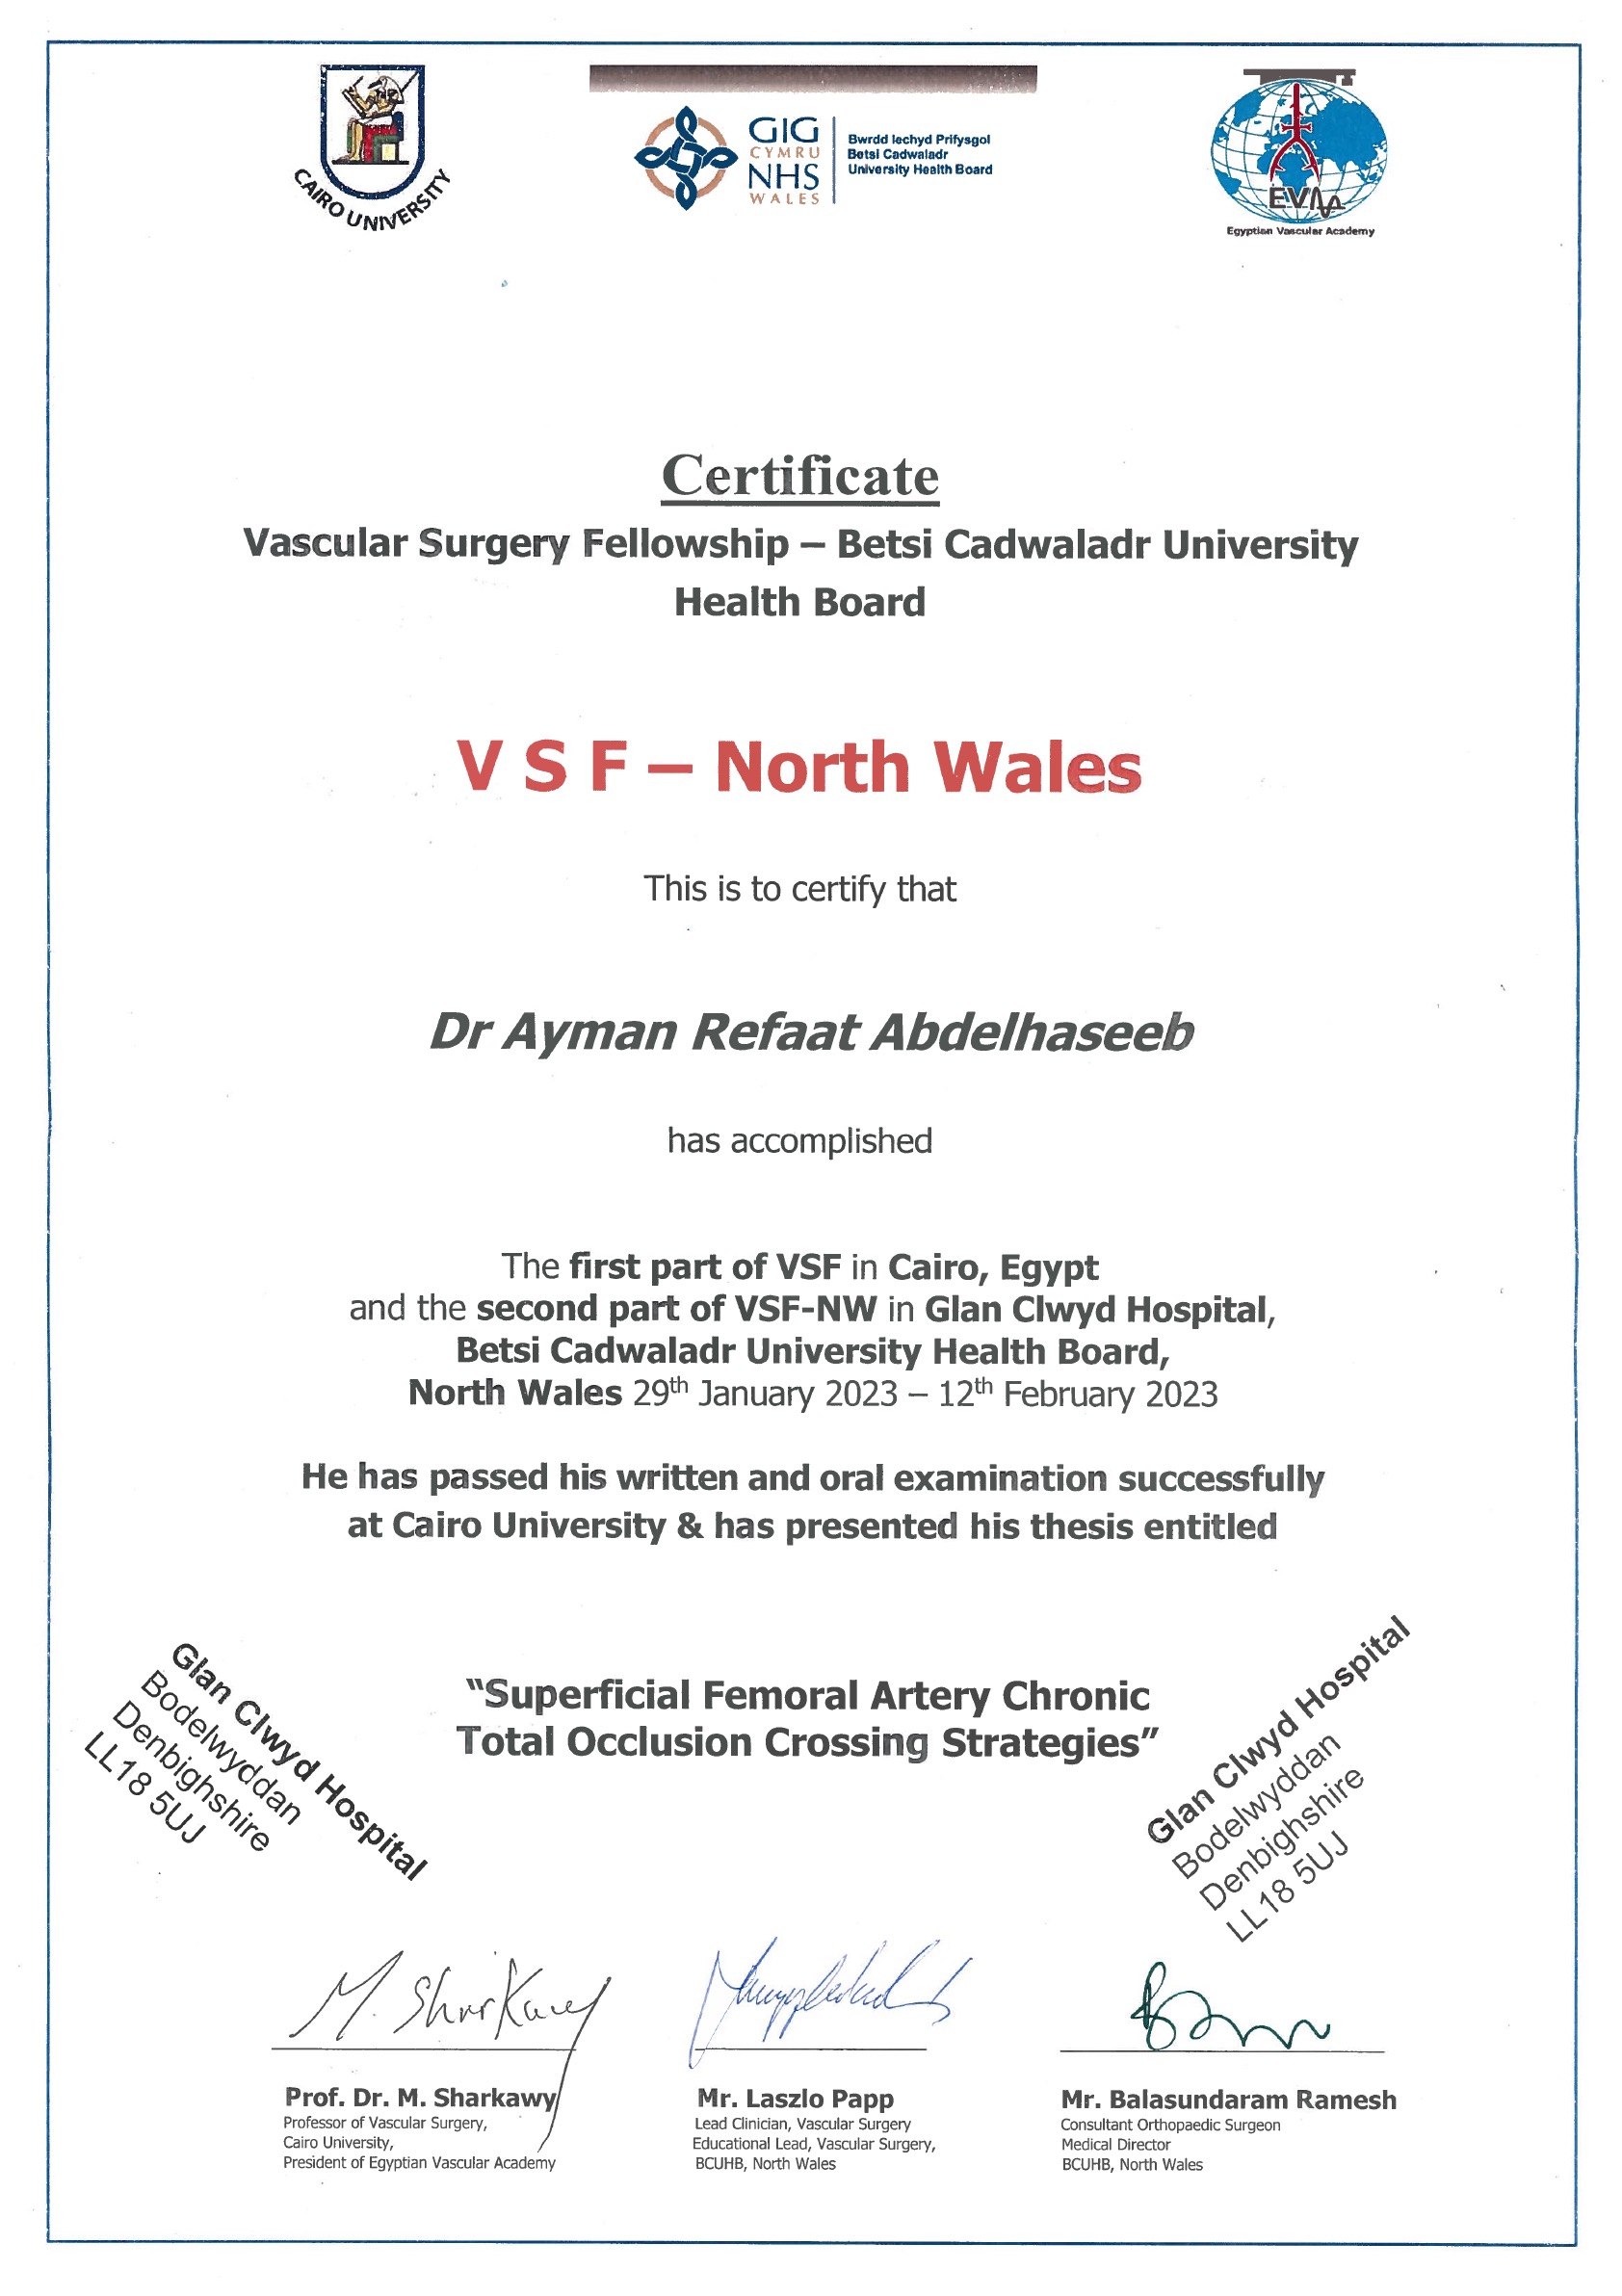 CAIRO UNIVERSITY
GIG
CYMRU
NHS
WALES
Bwrdd Iechyd Prifysgol
Betsi Cadwaladr
University Health Board
EVA
Egyptian Vascular Academy
Certificate
Vascular Surgery Fellowship – Betsi Cadwaladr University
Health Board
V S F – North Wales
This is to certify that
Dr Ayman Refaat Abdelhaseeb
has accomplished
The first part of VSF in Cairo, Egypt
and the second part of VSF-NW in Glan Clwyd Hospital,
Betsi Cadwaladr University Health Board,
North Wales 29th January 2023 – 12th February 2023
He has passed his written and oral examination successfully
at Cairo University & has presented his thesis entitled
"Superficial Femoral Artery Chronic
Total Occlusion Crossing Strategies"
Glan Clwyd Hospital
Bodelwyddan
Denbighshire
LL18 5UJ
Glan Clwyd Hospital
Bodelwyddan
Denbighshire
LL18 5UJ
M. Sharkawy
Prof. Dr. M. Sharkawy
Professor of Vascular Surgery,
Cairo University,
President of Egyptian Vascular Academy
Mr. Laszlo Papp
Lead Clinician, Vascular Surgery
Educational Lead, Vascular Surgery,
BCUHB, North Wales
Mr. Balasundaram Ramesh
Consultant Orthopaedic Surgeon
Medical Director
BCUHB, North Wales